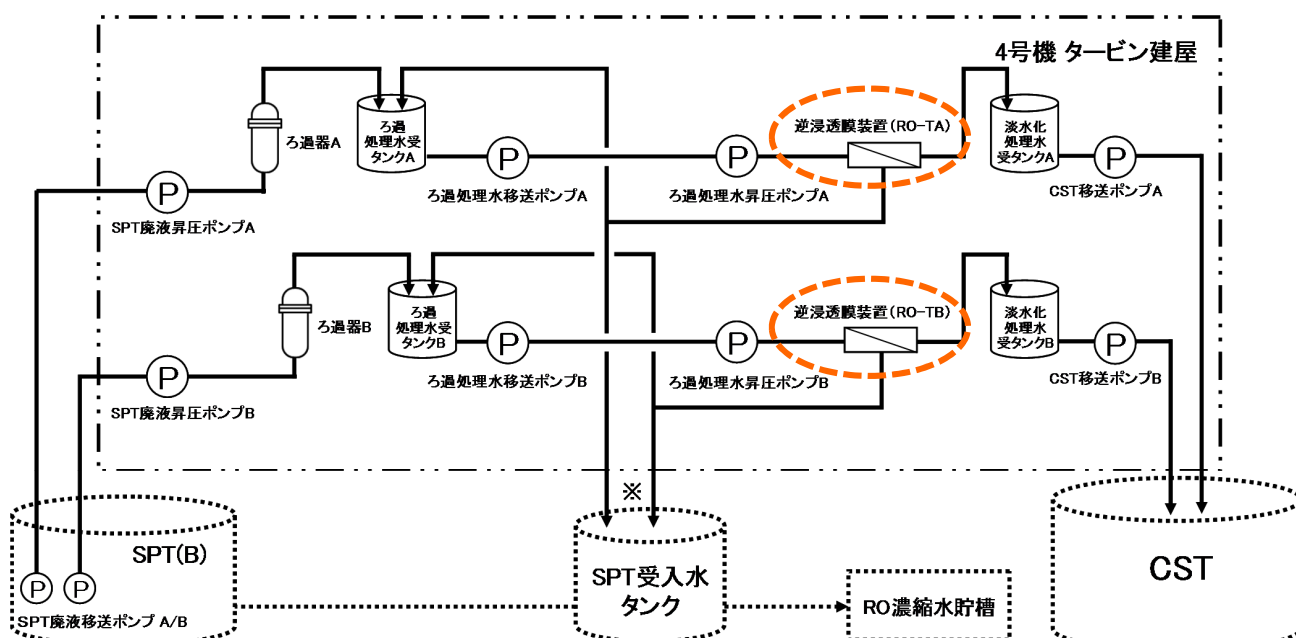 4号機 タービン建屋
ろ過器A
ろ過
処理水受
タンクA
逆浸透膜装置(RO-TA)
淡水化
処理水
受タンクA
P
P
P
P
SPT廃液昇圧ポンプA
ろ過処理水移送ポンプA
ろ過処理水昇圧ポンプA
CST移送ポンプA
ろ過器B
ろ過
処理水受
タンクB
逆浸透膜装置(RO-TB)
淡水化
処理水
受タンクB
P
P
P
P
SPT廃液昇圧ポンプB
ろ過処理水移送ポンプB
ろ過処理水昇圧ポンプB
CST移送ポンプB
※
SPT(B)
P
P
SPT廃液移送ポンプ A/B
SPT受入水
タンク
RO濃縮水貯槽
CST